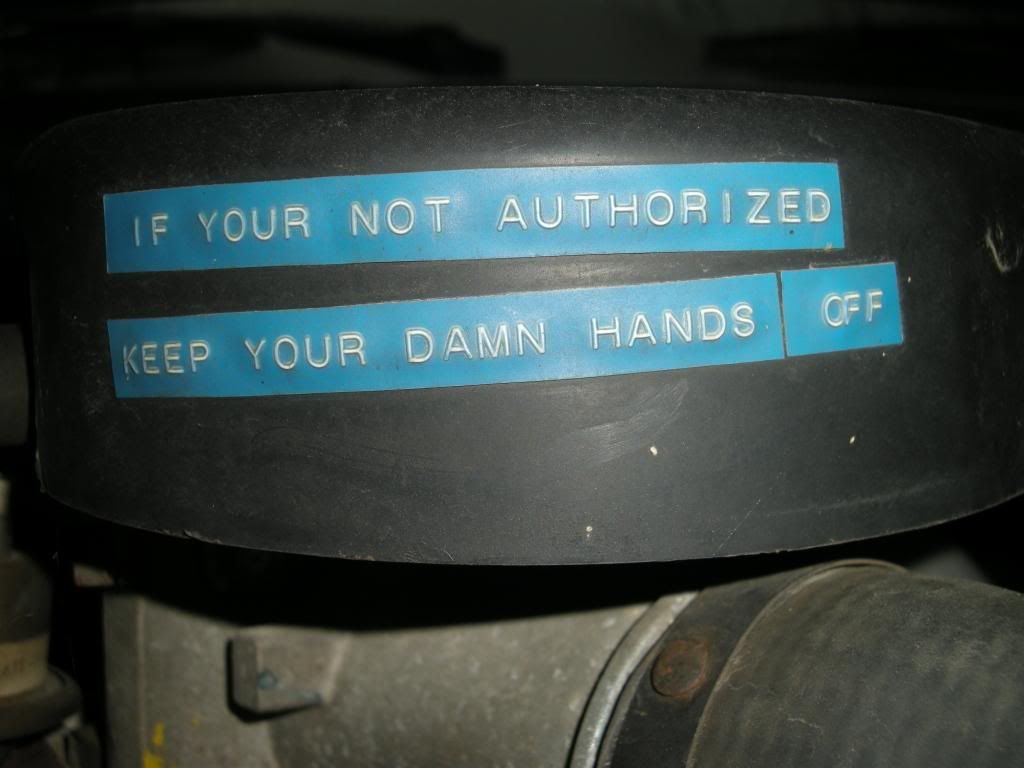 IF YOUR NOT AUTHORIZED
KEEP YOUR DAMN HANDS OFF